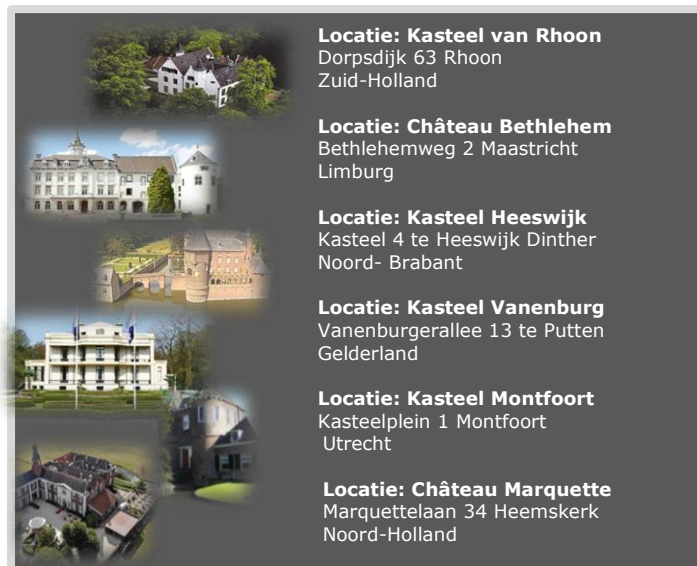 Locatie: Kasteel van Rhoon
Dorpsdijk 63 Rhoon
Zuid-Holland
Locatie: Château Bethlehem
Bethlehemweg 2 Maastricht
Limburg
Locatie: Kasteel Heeswijk
Kasteel 4 te Heeswijk Dinther
Noord- Brabant
Locatie: Kasteel Vanenburg
Vanenburgerallee 13 te Putten
Gelderland
Locatie: Kasteel Montfoort
Kasteelplein 1 Montfoort
Utrecht
Locatie: Château Marquette
Marquettelaan 34 Heemskerk
Noord-Holland